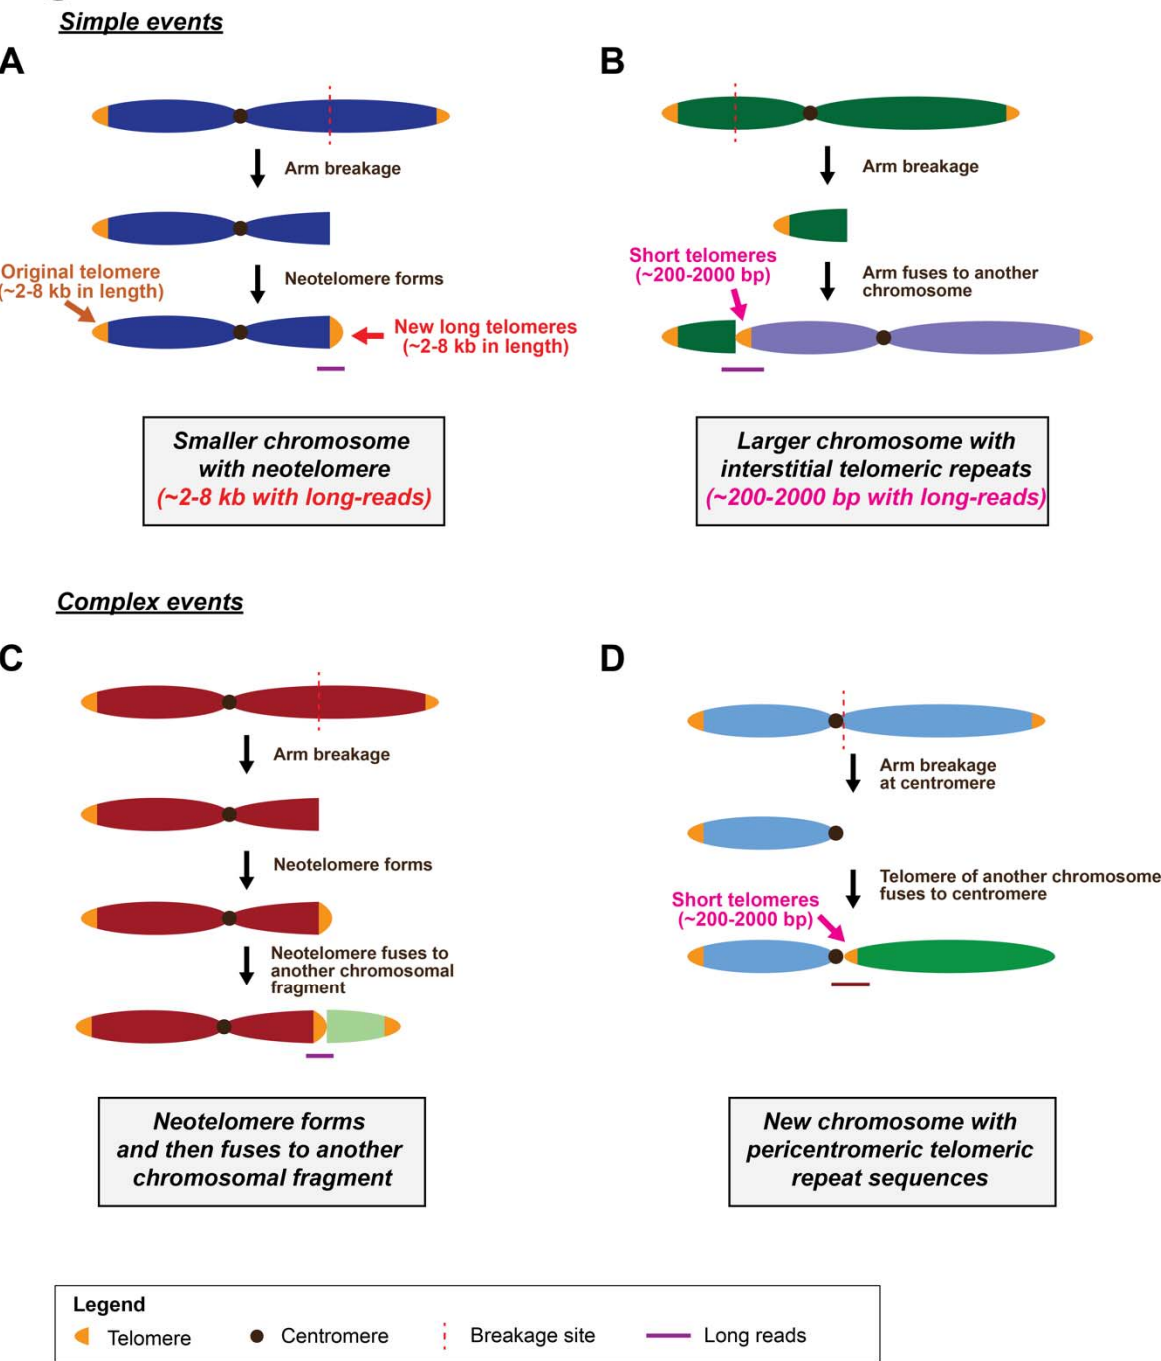 Simple events
A
Arm breakage
Neotelomere forms
Original telomere
(~2-8 kb in length)
New long telomeres
(~2-8 kb in length)
Smaller chromosome
with neotelomere
(~2-8 kb with long-reads)
B
Arm breakage
Short telomeres
(~200-2000 bp)
Arm fuses to another
chromosome
Larger chromosome with
interstitial telomeric repeats
(~200-2000 bp with long-reads)
Complex events
C
Arm breakage
Neotelomere forms
Neotelomere fuses to
another chromosomal
fragment
Neotelomere forms
and then fuses to another
chromosomal fragment
D
Arm breakage
at centromere
Telomere of another chromosome
fuses to centromere
Short telomeres
(~200-2000 bp)
New chromosome with
pericentromeric telomeric
repeat sequences
Legend
Telomere
Centromere
Breakage site
Long reads